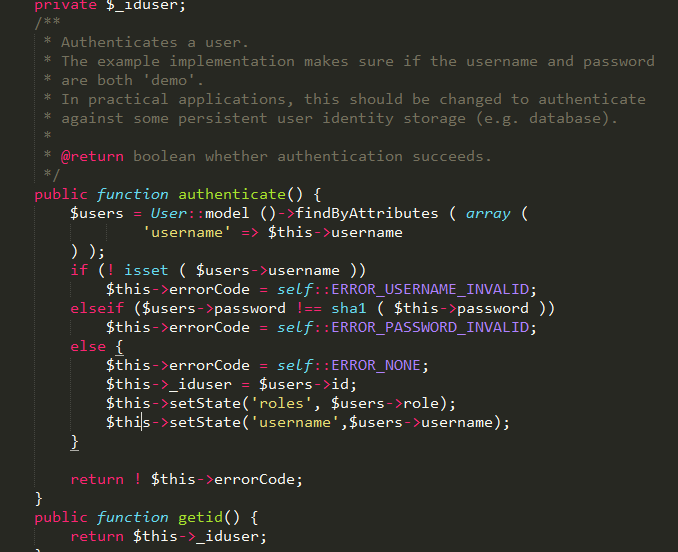 private $_iduser;
/**
 * Authenticates a user.
 * The example implementation makes sure if the username and password
 * are both 'demo'.
 * In practical applications, this should be changed to authenticate
 * against some persistent user identity storage (e.g. database).
 *
 * @return boolean whether authentication succeeds.
 */
public function authenticate() {
    $users = User::model ()->findByAttributes ( array (
            'username' => $this->username
    ) );
    if (! isset ( $users->username ))
        $this->errorCode = self::ERROR_USERNAME_INVALID;
    elseif ($users->password !== sha1 ( $this->password ))
        $this->errorCode = self::ERROR_PASSWORD_INVALID;
    else {
        $this->errorCode = self::ERROR_NONE;
        $this->_iduser = $users->id;
        $this->setState('roles', $users->role);
        $this->setState('username',$users->username);
    }

    return ! $this->errorCode;
}
public function getid() {
    return $this->_iduser;